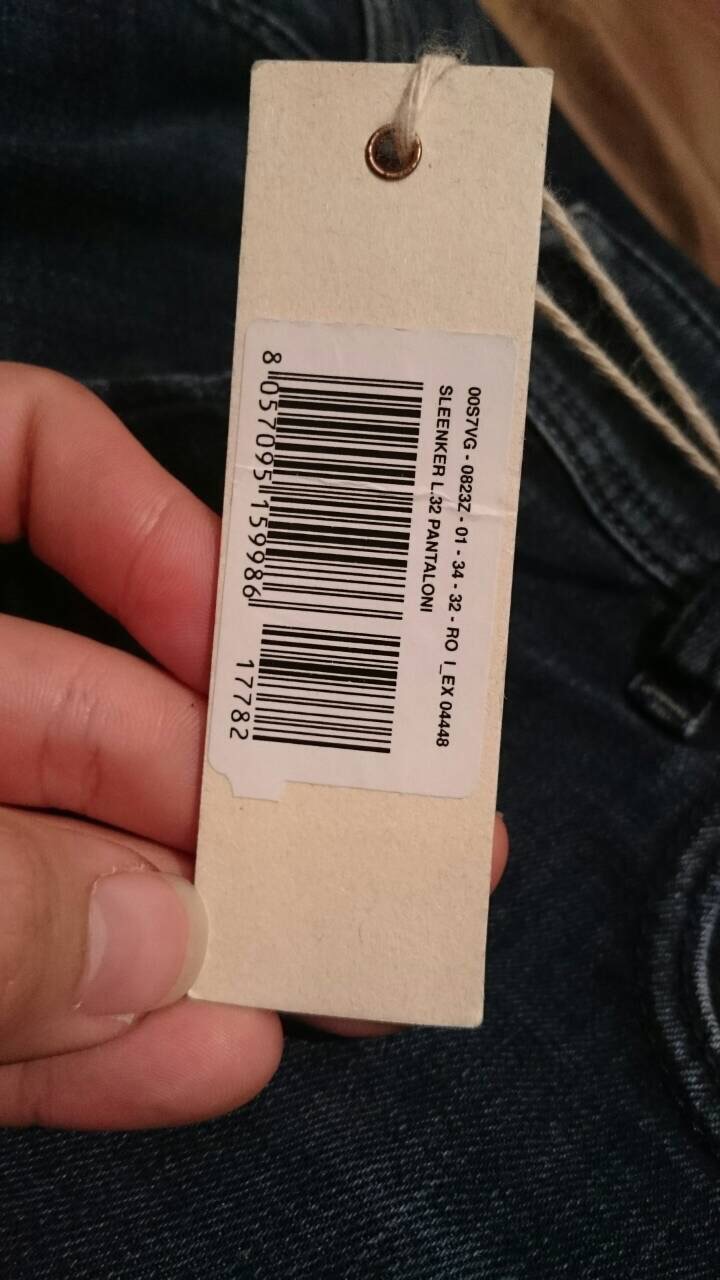 00S7VG - 0823Z - 01 - 34 - 32 - RO I_EX 04448
SLEENKER L.32 PANTALONI
8 057095 159986
17782